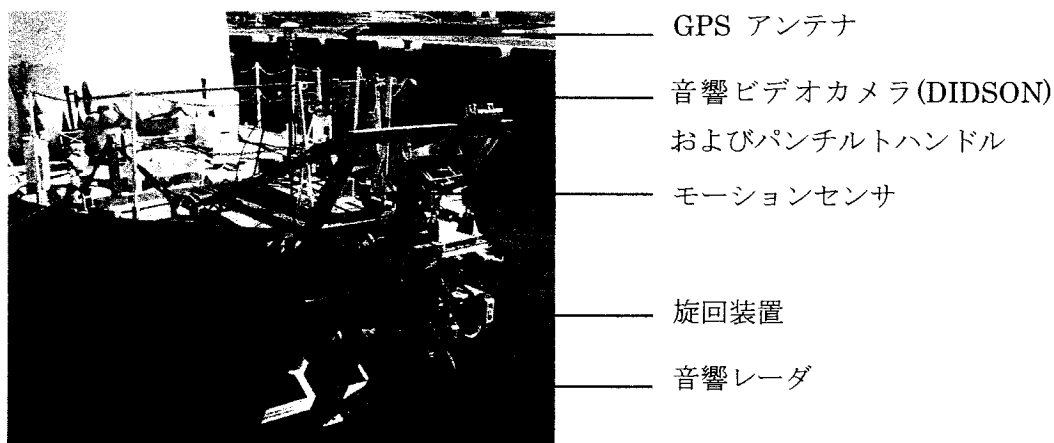 GPS アンテナ
音響ビデオカメラ(DIDSON)
およびパンチルトハンドル
モーションセンサ
旋回装置
音響レーダ